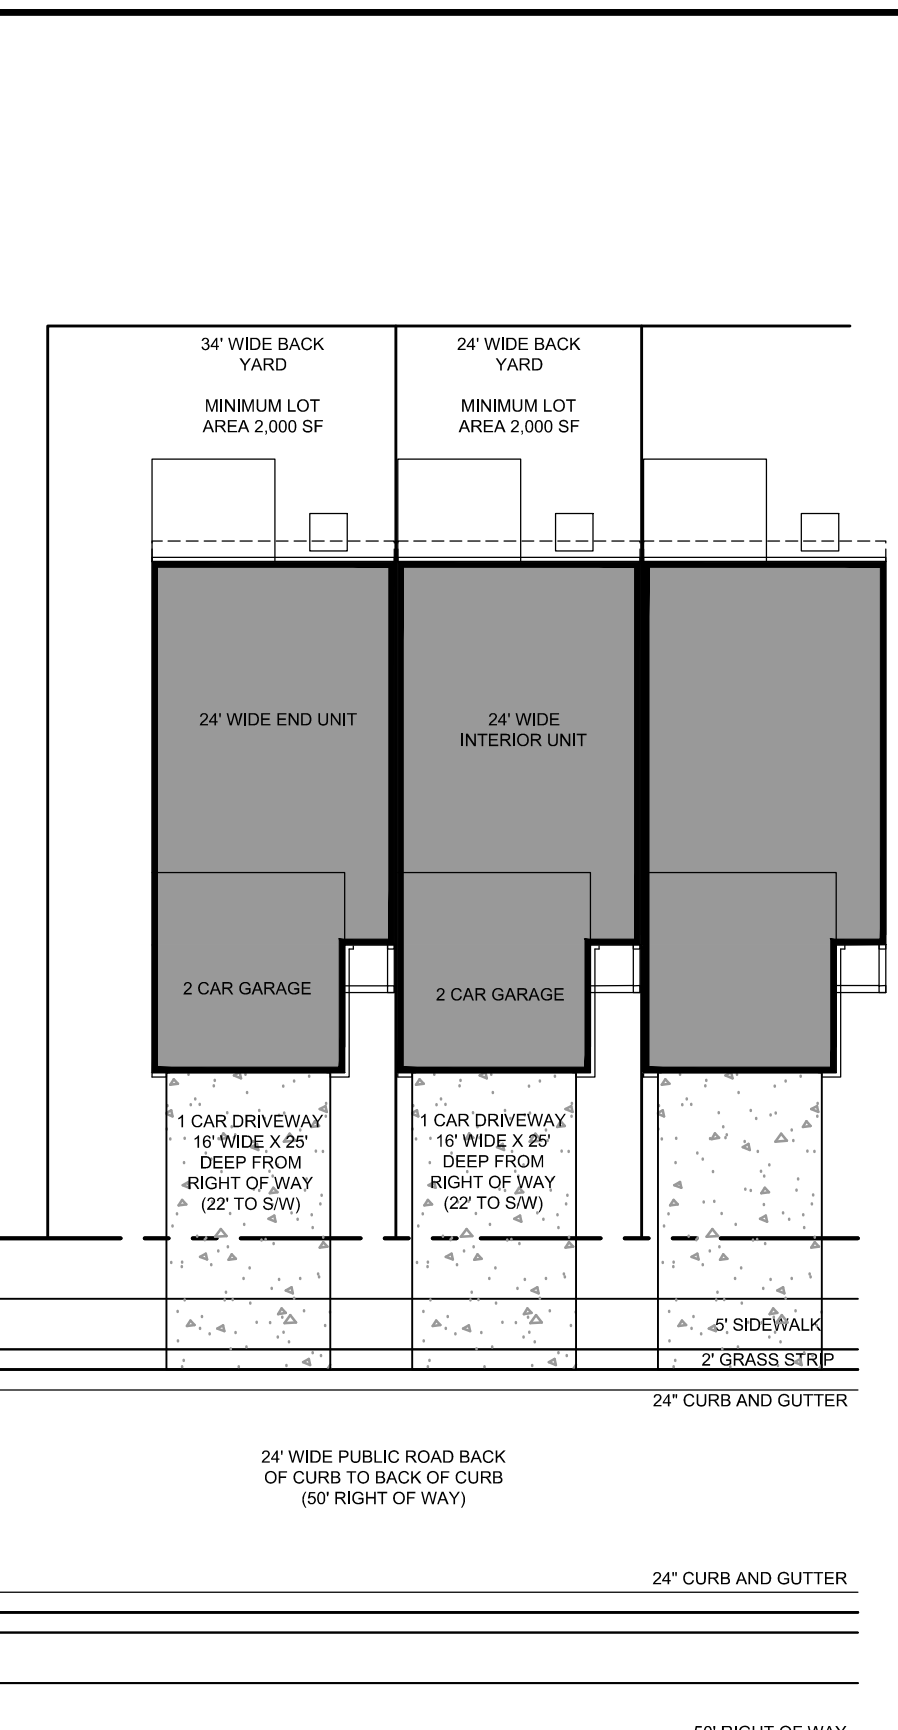 34' WIDE BACK
YARD
MINIMUM LOT
AREA 2,000 SF
24' WIDE BACK
YARD
MINIMUM LOT
AREA 2,000 SF
24' WIDE END UNIT
24' WIDE
INTERIOR UNIT
2 CAR GARAGE
2 CAR GARAGE
1 CAR DRIVEWAY
16' WIDE X 25'
DEEP FROM
RIGHT OF WAY
(22' TO S/W)
1 CAR DRIVEWAY
16' WIDE X 25'
DEEP FROM
RIGHT OF WAY
(22' TO S/W)
5' SIDEWALK
2' GRASS STRIP
24" CURB AND GUTTER
24' WIDE PUBLIC ROAD BACK
OF CURB TO BACK OF CURB
(50' RIGHT OF WAY)
24" CURB AND GUTTER
50' RIGHT OF WAY